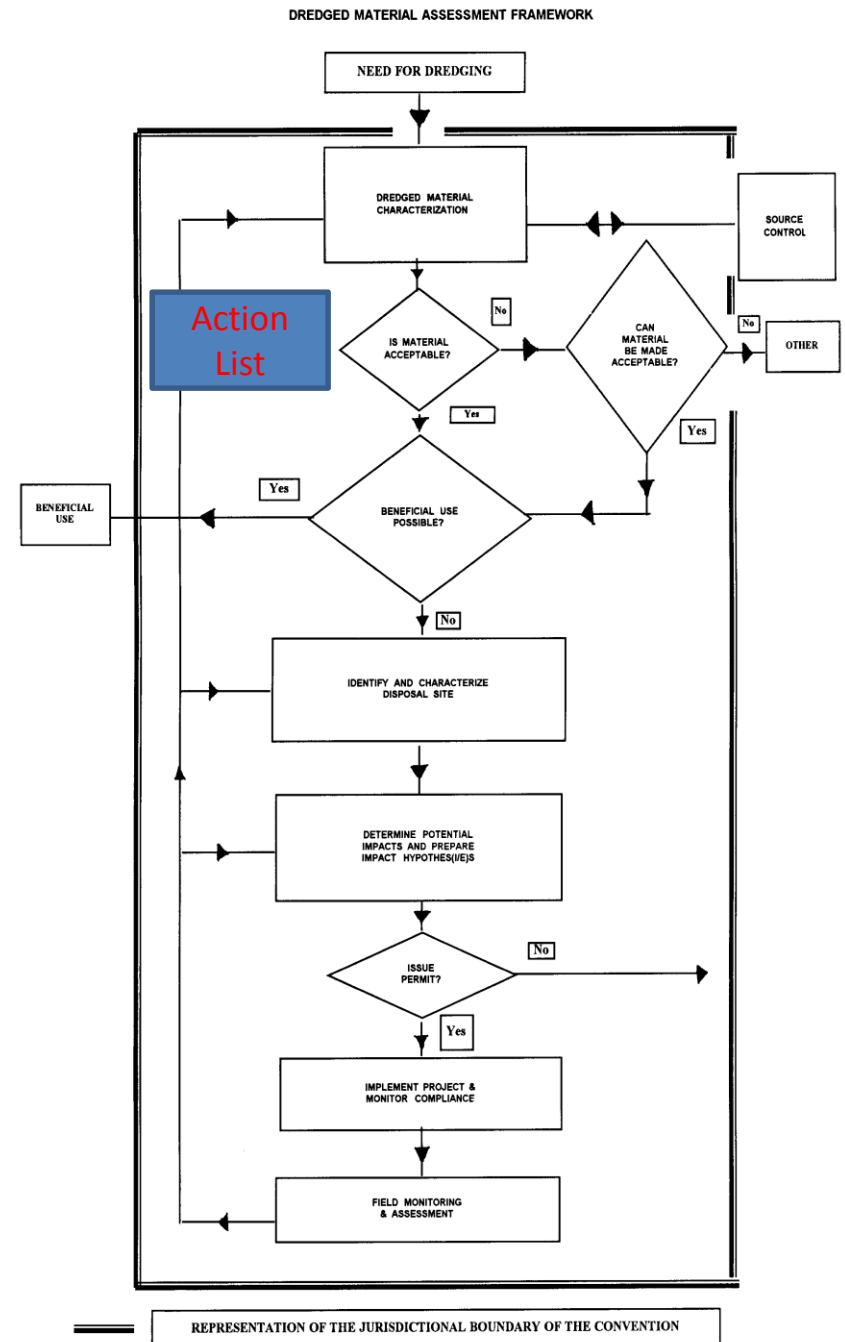 DREDGED MATERIAL ASSESSMENT FRAMEWORK
NEED FOR DREDGING
DREDGED MATERIAL
CHARACTERIZATION
SOURCE
CONTROL
Action
List
No
IS MATERIAL
ACCEPTABLE?
CAN
MATERIAL
BE MADE
ACCEPTABLE?
No
OTHER
Yes
Yes
Yes
BENEFICIAL
USE
BENEFICIAL USE
POSSIBLE?
No
IDENTIFY AND CHARACTERIZE
DISPOSAL SITE
DETERMINE POTENTIAL
IMPACTS AND PREPARE
IMPACT HYPOTHES(I/E)S
No
ISSUE
PERMIT?
Yes
IMPLEMENT PROJECT &
MONITOR COMPLIANCE
FIELD MONITORING
& ASSESSMENT
REPRESENTATION OF THE JURISDICTIONAL BOUNDARY OF THE CONVENTION